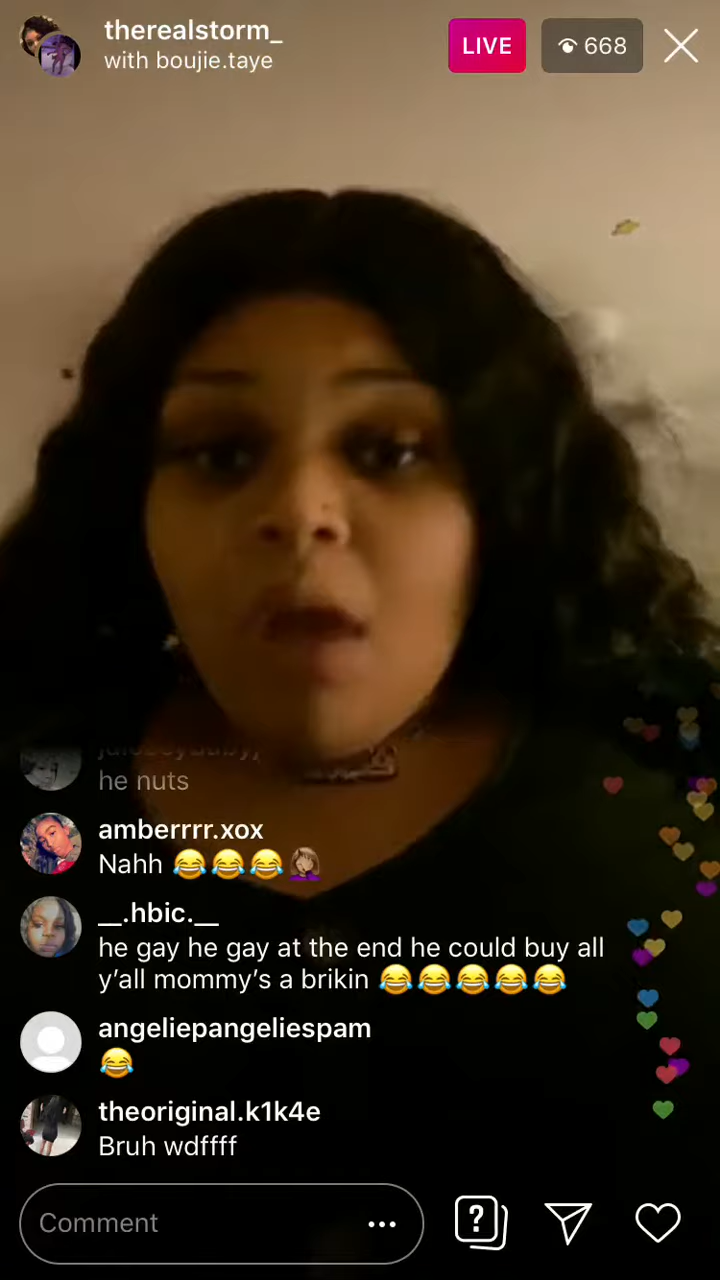 therealstorm_
with boujie.taye
LIVE
668
he nuts
amberrrr.xox
Nahh 😂😂😂🤦🏼‍♀️
__.hbic.__
he gay he gay at the end he could buy all
y’all mommy’s a brikin 😂😂😂😂😂
angeliepangeliespam
😂
theoriginal.k1k4e
Bruh wdffff
Comment